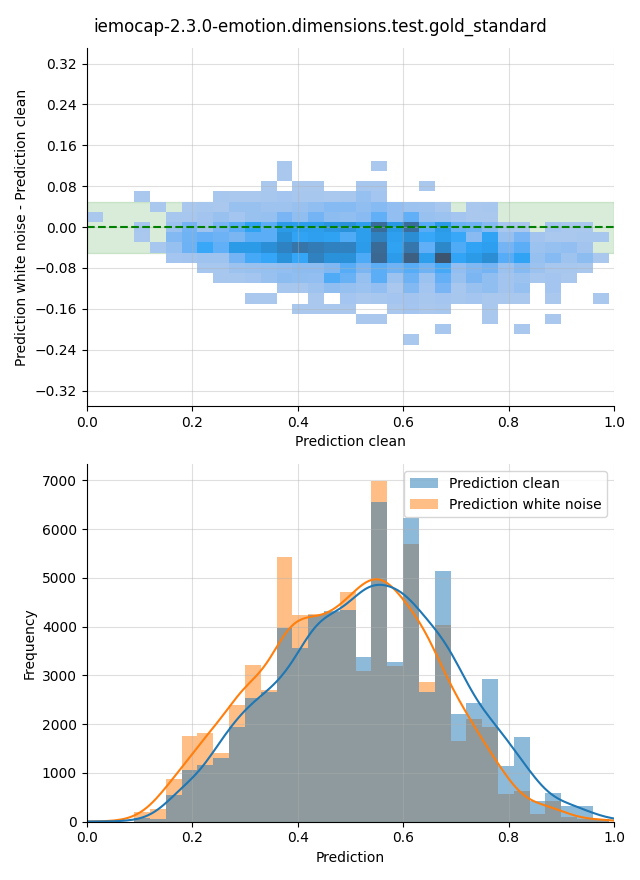 iemocap-2.3.0-emotion.dimensions.test.gold_standard
Prediction white noise - Prediction clean
0.32
0.24
0.16
0.08
0.00
−0.08
−0.16
−0.24
−0.32
0.0 0.2 0.4 0.6 0.8 1.0
Prediction clean
Frequency
7000
6000
5000
4000
3000
2000
1000
0
Prediction clean
Prediction white noise
0.0 0.2 0.4 0.6 0.8 1.0
Prediction